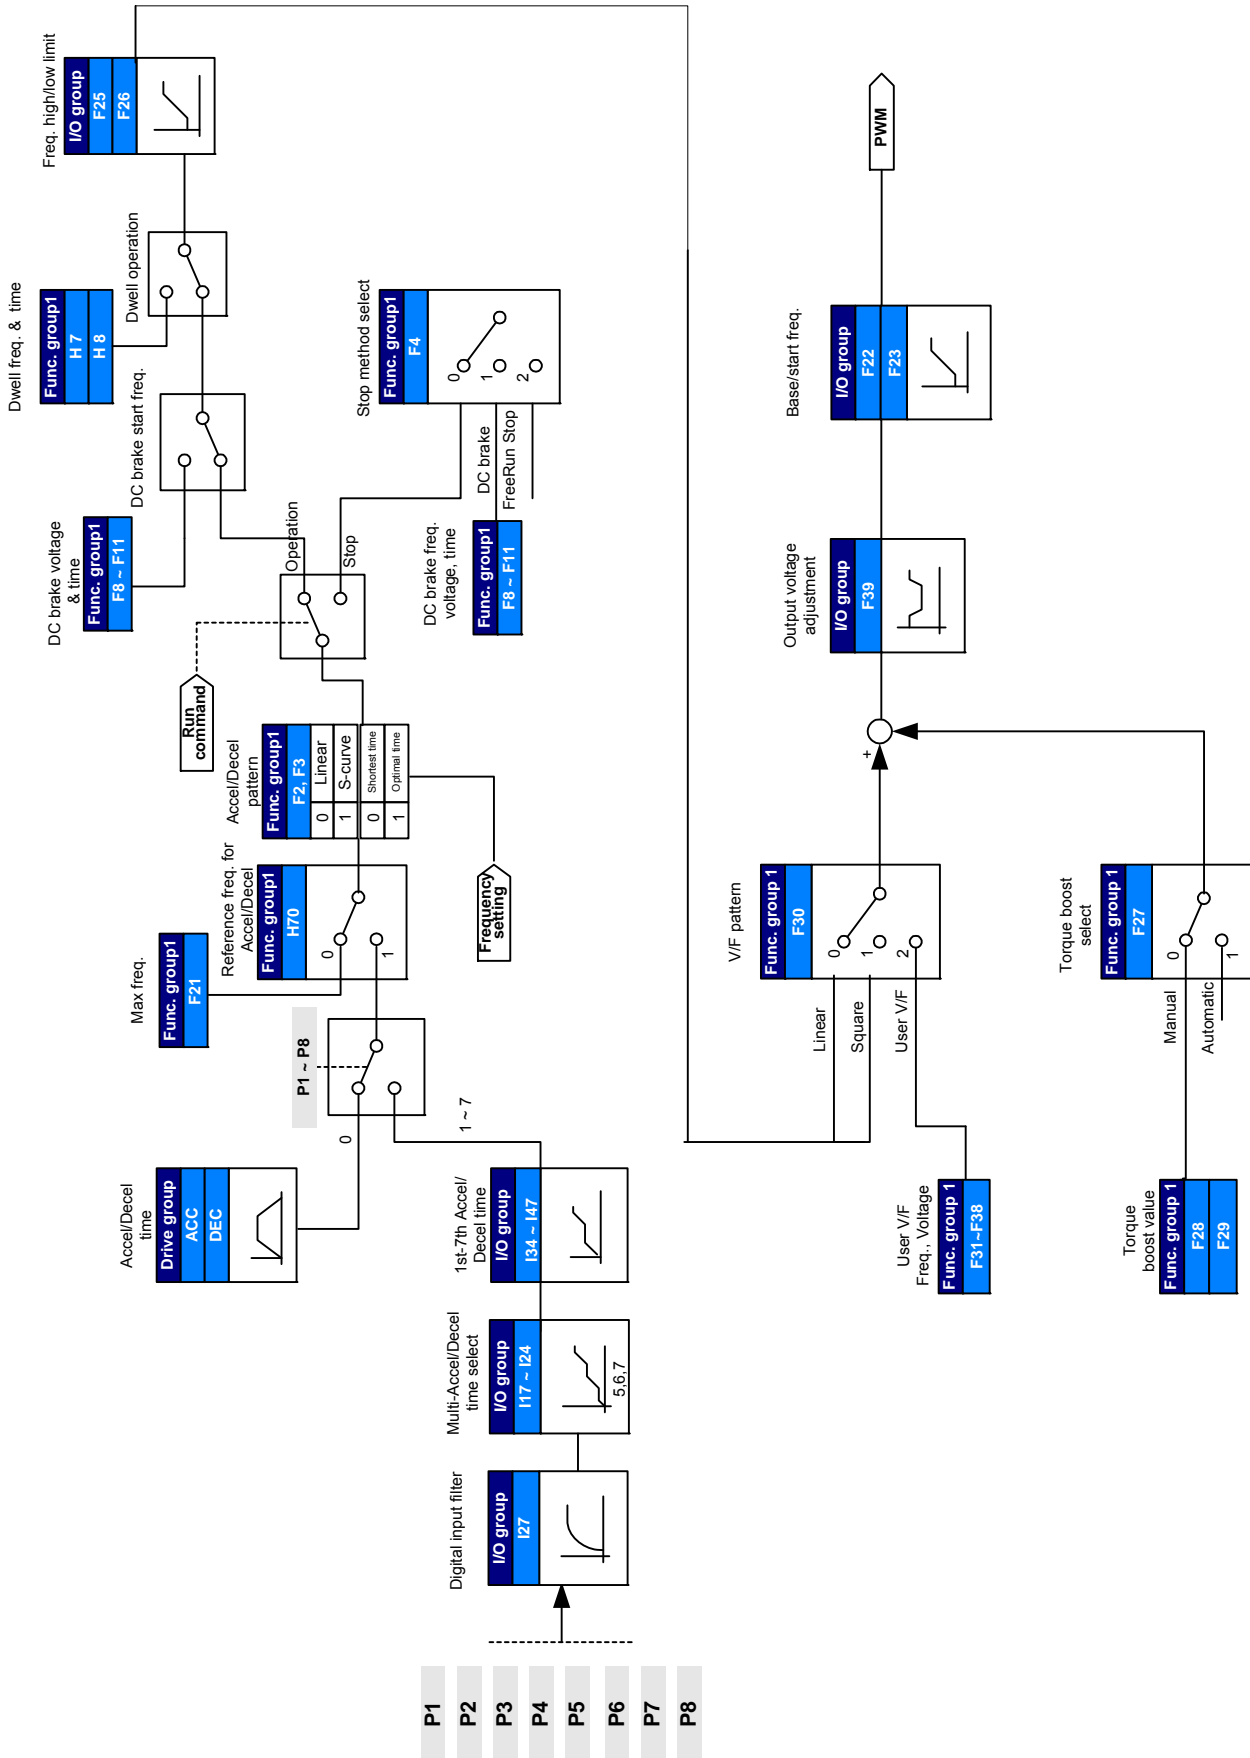 P1
P2
P3
P4
P5
P6
P7
P8
Digital input filter
I/O group
I27
Multi-Accel/Decel
time select
I/O group
I17 ~ I24
5,6,7
1st-7th Accel/
Decel time
I/O group
I34 ~ I47
Accel/Decel
time
Drive group
ACC
DEC
0
1 ~ 7
P1 ~ P8
Max freq.
Func. group1
F21
Reference freq. for
Accel/Decel
Func. group1
H70
0
1
Accel/Decel
pattern
Func. group1
F2, F3
0 Linear
1 S-curve
0 Shortest time
1 Optimal time
Frequency
setting
Run
command
Operation
Stop
DC brake voltage
& time
Func. group1
F8 ~ F11
DC brake start freq.
DC brake freq.
voltage, time
Func. group1
F8 ~ F11
DC brake
FreeRun Stop
Stop method select
Func. group1
F4
0
1
2
Dwell freq. & time
Func. group1
H 7
H 8
Dwell operation
Freq. high/low limit
I/O group
F25
F26
User V/F
Freq., Voltage
Func. group 1
F31~F38
Linear
Square
User V/F
V/F pattern
Func. group 1
F30
0
1
2
+
Torque
boost value
Func. group 1
F28
F29
Manual
Automatic
Torque boost
select
Func. group 1
F27
0
1
Output voltage
adjustment
I/O group
F39
Base/start freq.
I/O group
F22
F23
PWM